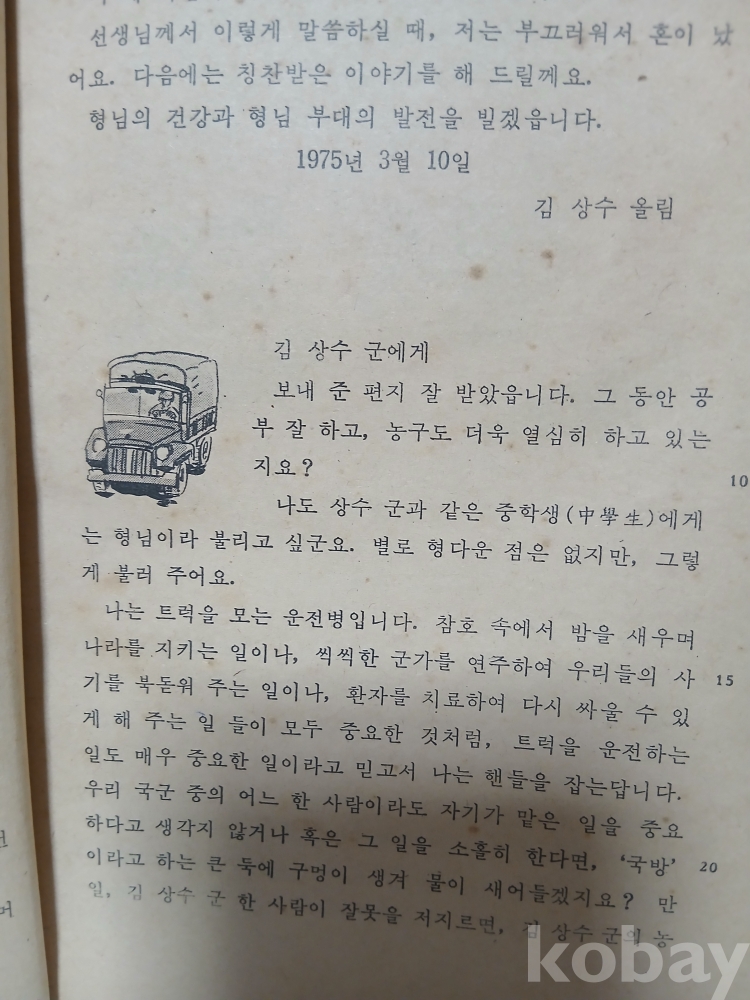 선생님께서 이렇게 말씀하실 때, 저는 부끄러워서 혼이 났
어요. 다음에는 칭찬받은 이야기를 해 드릴께요.
형님의 건강과 형님 부대의 발전을 빌겠읍니다.
1975년 3월 10일
김 상수 올림
김 상수 군에게
보내 준 편지 잘 받았읍니다. 그 동안 공
부 잘 하고, 농구도 더욱 열심히 하고 있는
지요?
10
나도 상수 군과 같은 중학생(中學生)에게
는 형님이라 불리고 싶군요. 별로 형다운 점은 없지만, 그렇
게 불러 주어요.
나는 트럭을 모는 운전병입니다. 참호 속에서 밤을 새우며
나라를 지키는 일이나, 씩씩한 군가를 연주하여 우리들의 사
15
기를 북돋워 주는 일이나, 환자를 치료하여 다시 싸울 수 있
게 해 주는 일 들이 모두 중요한 것처럼, 트럭을 운전하는
일도 매우 중요한 일이라고 믿고서 나는 핸들을 잡는답니다.
우리 국군 중의 어느 한 사람이라도 자기가 맡은 일을 중요
하다고 생각지 않거나 혹은 그 일을 소홀히 한다면, ‘국방’
20
이라고 하는 큰 둑에 구멍이 생겨 물이 새어들겠지요? 만
일, 김 상수 군 한 사람이 잘못을 저지르면, 김 상수 군의 농
kobay